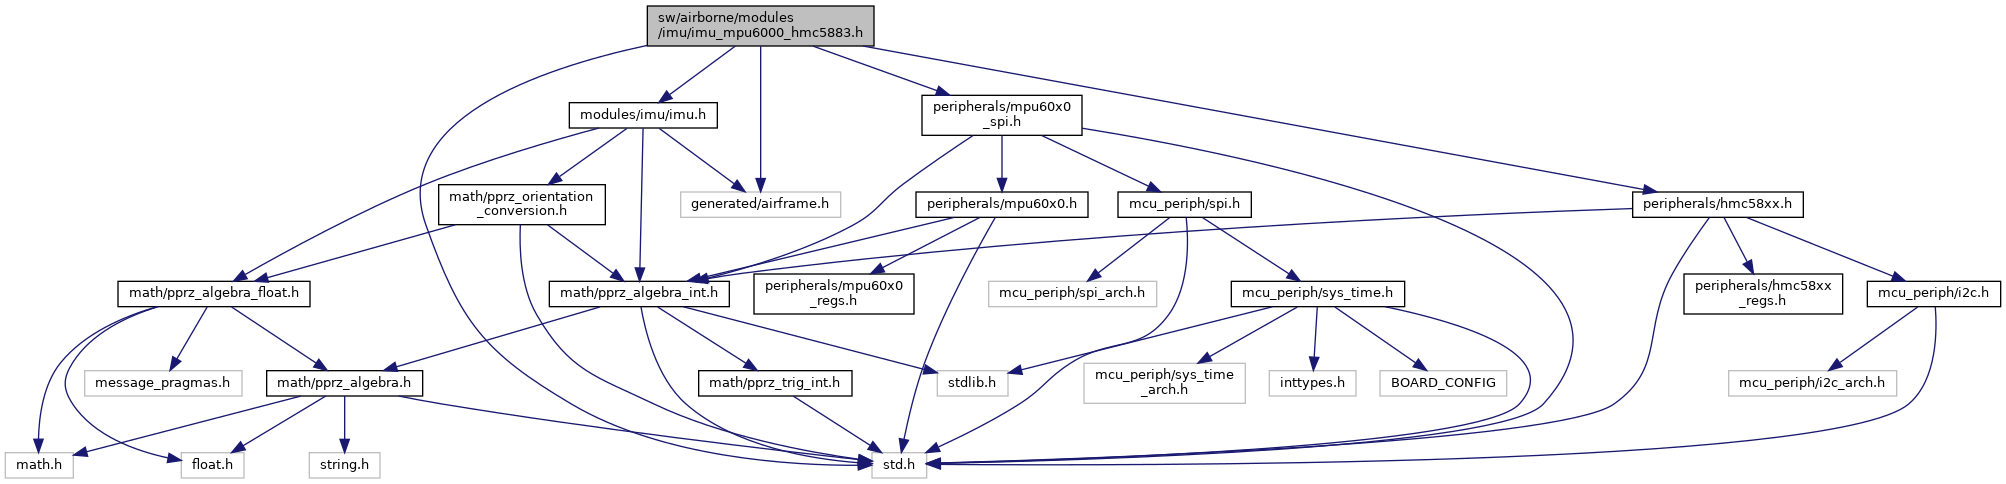 sw/airborne/modules
/imu/imu_mpu6000_hmc5883.h
modules/imu/imu.h
peripherals/mpu60x0
_spi.h
math/pprz_orientation
_conversion.h
generated/airframe.h
peripherals/mpu60x0.h
mcu_periph/spi.h
peripherals/hmc58xx.h
math/pprz_algebra_float.h
math/pprz_algebra_int.h
peripherals/mpu60x0
_regs.h
mcu_periph/spi_arch.h
mcu_periph/sys_time.h
peripherals/hmc58xx
_regs.h
mcu_periph/i2c.h
message_pragmas.h
math/pprz_algebra.h
math/pprz_trig_int.h
stdlib.h
mcu_periph/sys_time
_arch.h
inttypes.h
BOARD_CONFIG
mcu_periph/i2c_arch.h
math.h
float.h
string.h
std.h